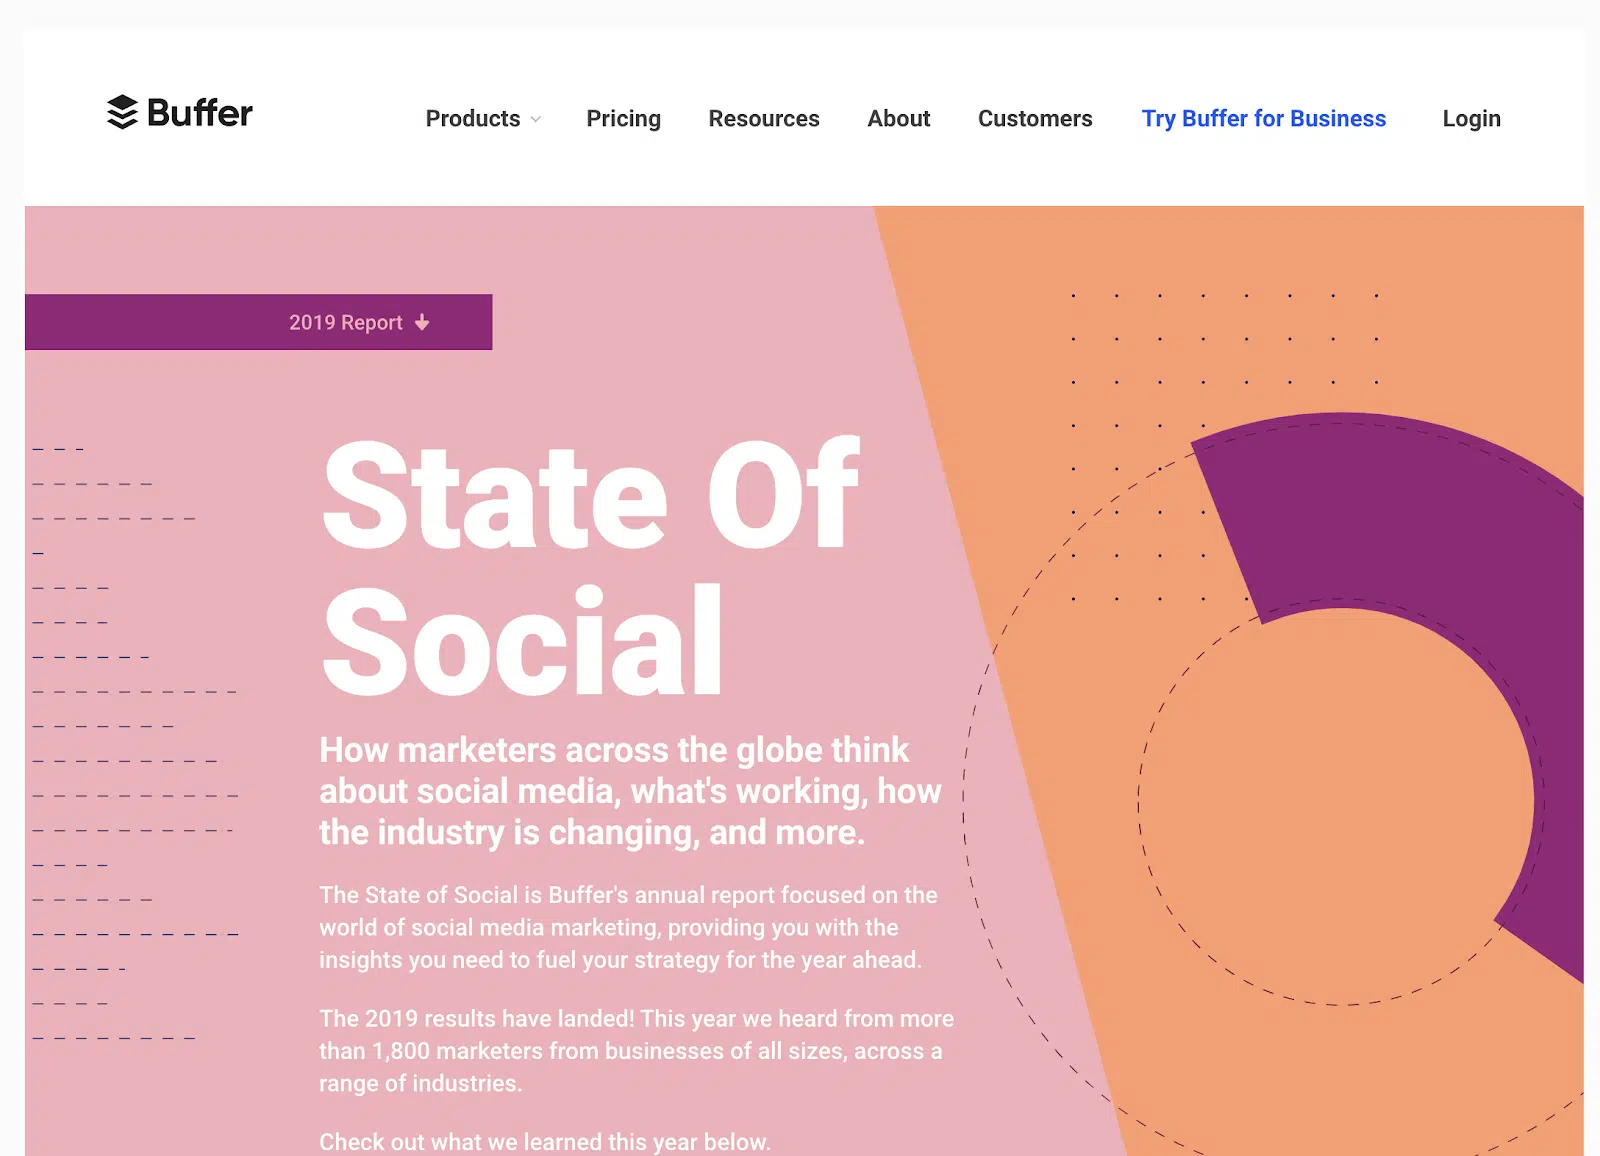 Buffer
Products
Pricing
Resources
About
Customers
Try Buffer for Business
Login
2019 Report
State Of
Social
How marketers across the globe think
about social media, what's working, how
the industry is changing, and more.
The State of Social is Buffer's annual report focused on the
world of social media marketing, providing you with the
insights you need to fuel your strategy for the year ahead.
The 2019 results have landed! This year we heard from more
than 1,800 marketers from businesses of all sizes, across a
range of industries.
Check out what we learned this year below.